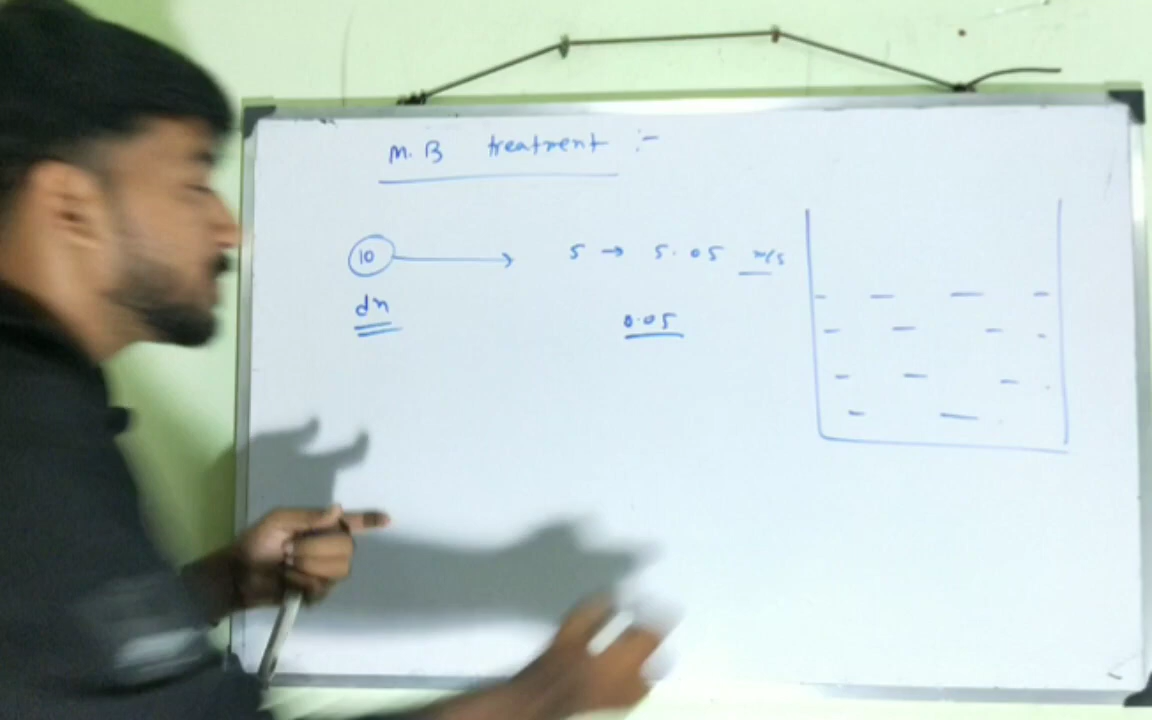 M.B treatment :-
10 → 5 → 5.05 m/s
dn
0.05